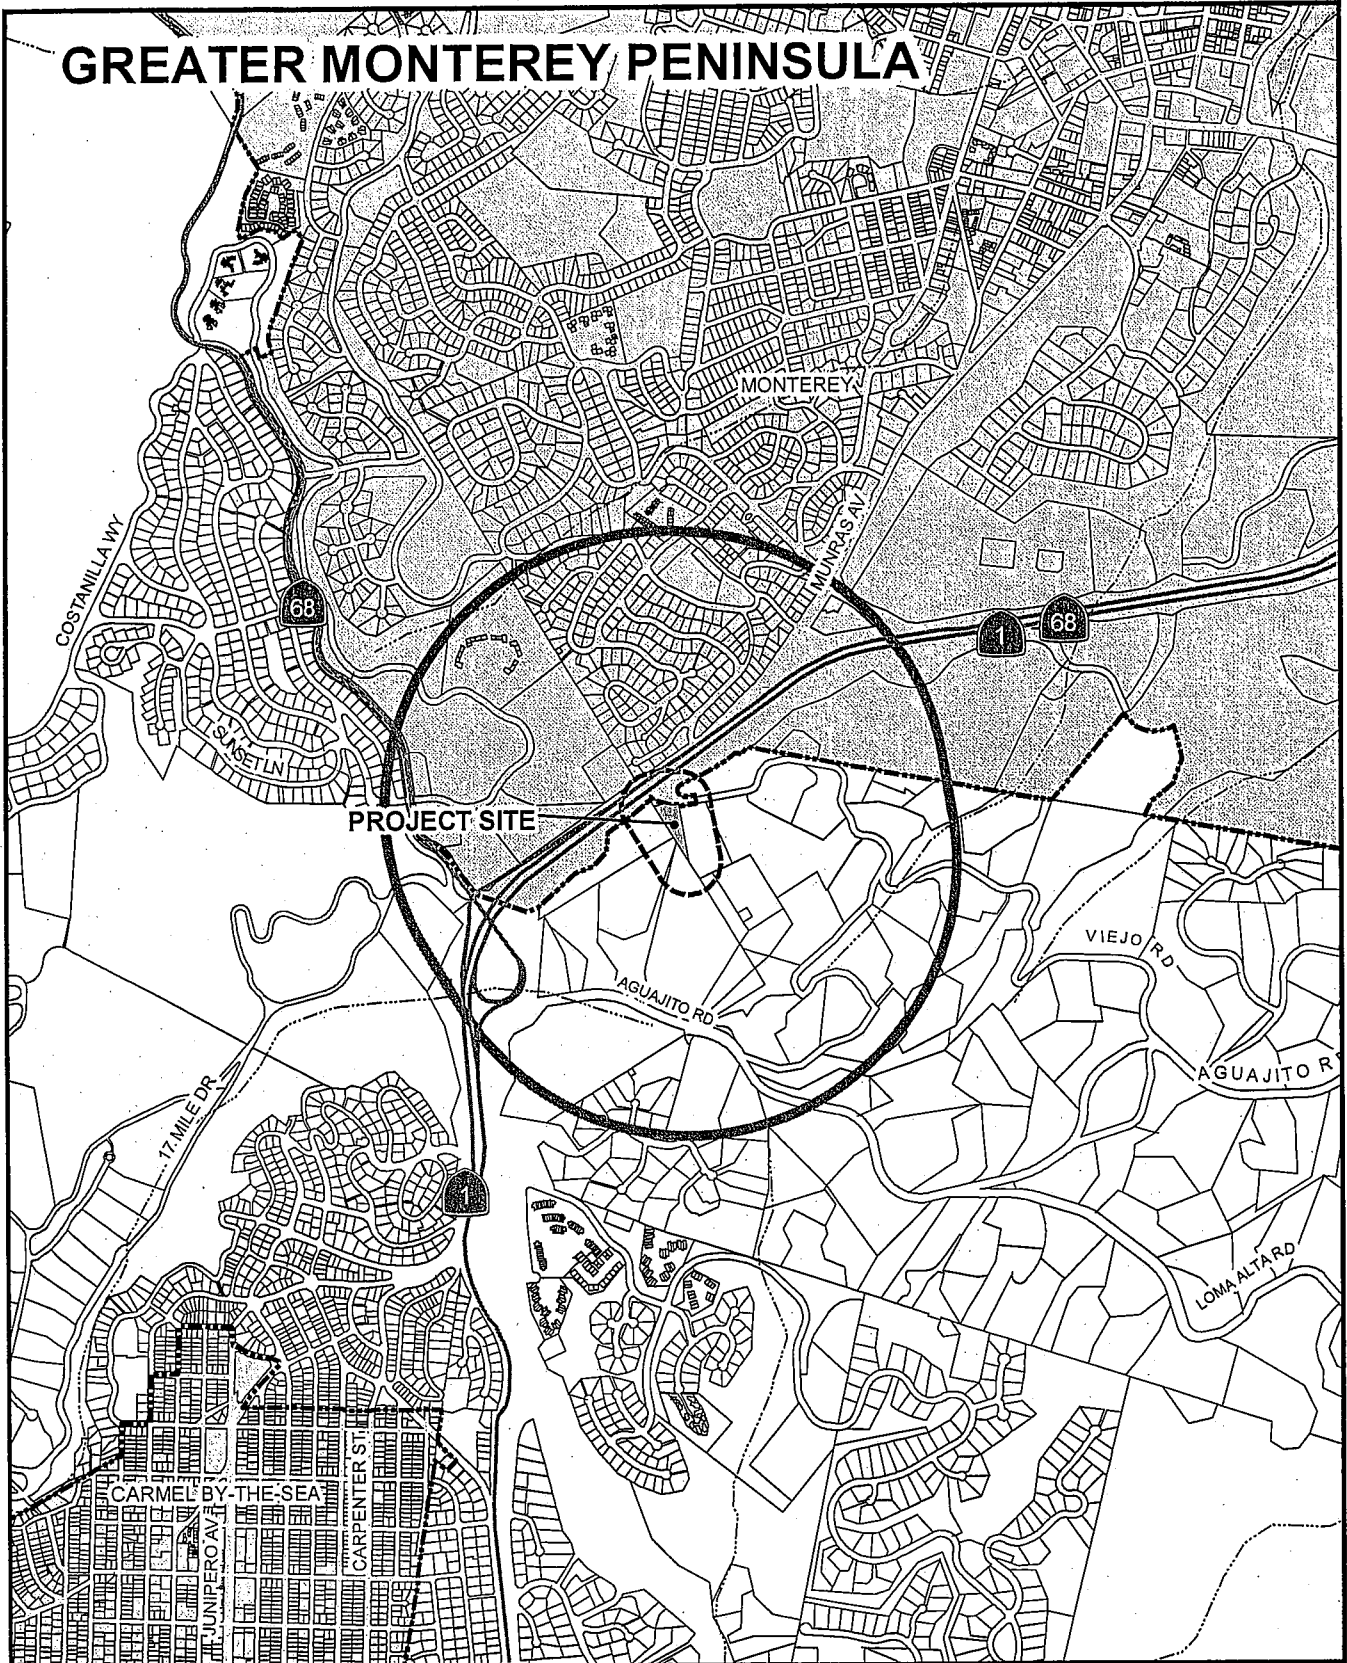 GREATER MONTEREY PENINSULA
MONTEREY
MUNRAS AV
COSTANILLA WY
68
1
68
SUNSET LN
PROJECT SITE
VIEJO RD
AGUAJITO RD
AGUAJITO R
17 MILE DR
1
LOMA ALTA RD
CARMEL BY-THE-SEA
CARPENTER ST
JUNIPERO AV